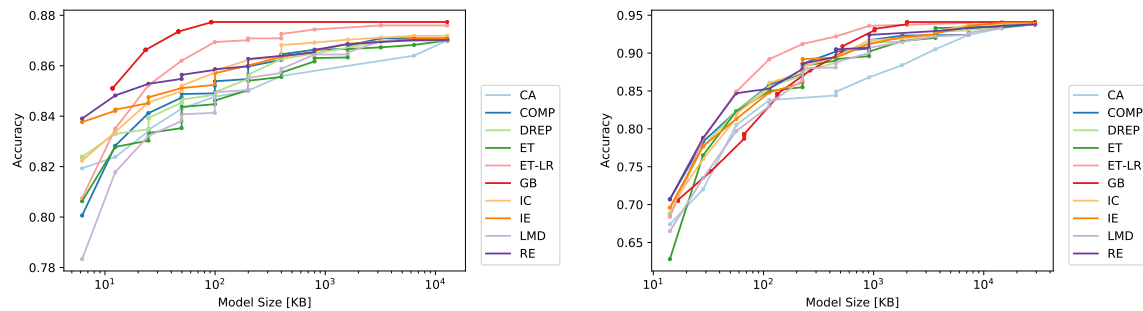 0.88
0.86
0.84
0.82
0.80
0.78
Accuracy
10^1
10^2
10^3
10^4
Model Size [KB]
CA
COMP
DREP
ET
ET-LR
GB
IC
IE
LMD
RE
0.95
0.90
0.85
0.80
0.75
0.70
0.65
Accuracy
10^1
10^2
10^3
10^4
Model Size [KB]
CA
COMP
DREP
ET
ET-LR
GB
IC
IE
LMD
RE